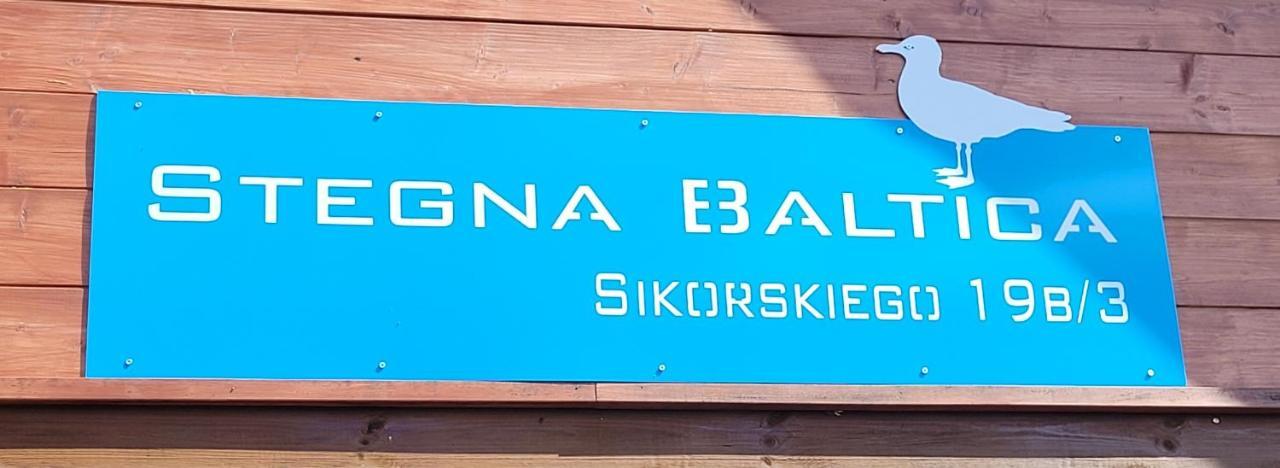 STEGNA BALTICA
SIKORSKIEGO 19B/3